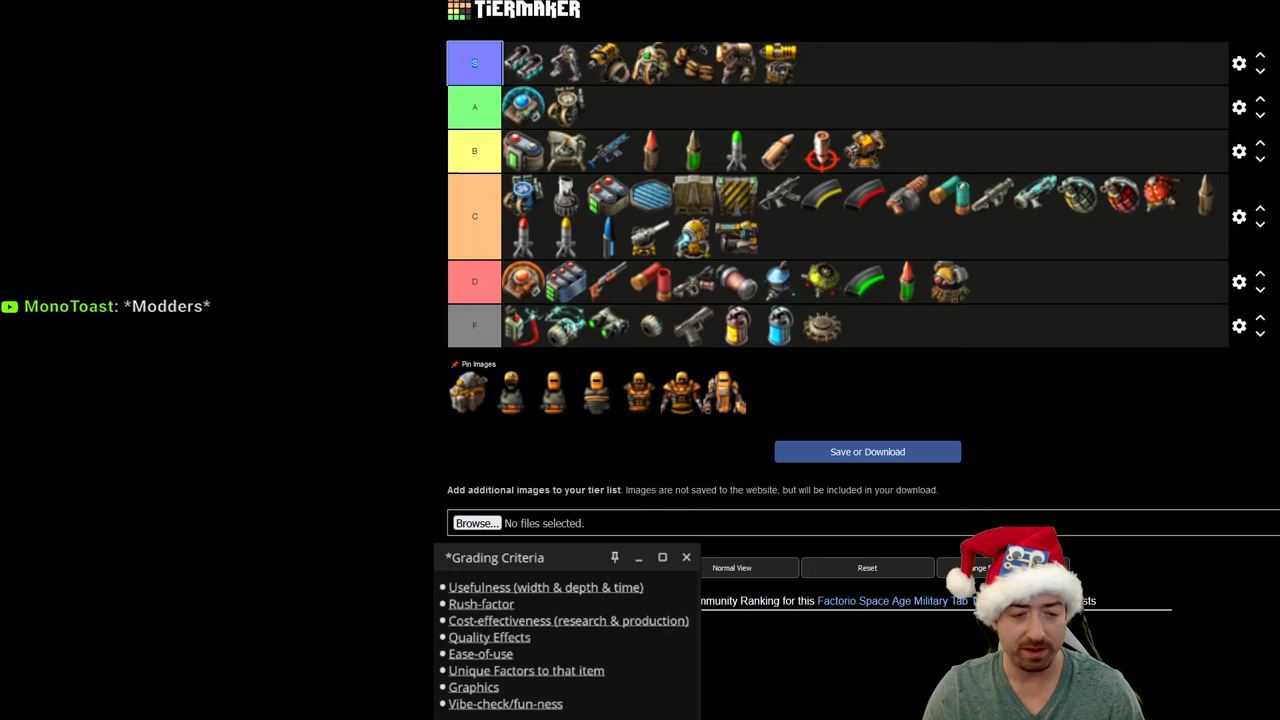 TiERMAKER
S
A
B
C
MonoToast: *Modders*
D
F
📌 Pin Images
Save or Download
Add additional images to your tier list. Images are not saved to the website, but will be included in your download.
Browse... No files selected.
*Grading Criteria
• Usefulness (width & depth & time)
• Rush-factor
• Cost-effectiveness (research & production)
• Quality Effects
• Ease-of-use
• Unique Factors to that item
• Graphics
• Vibe-check/fun-ness
Normal View
Reset
ommunity Ranking for this Factorio Space Age Military Tab